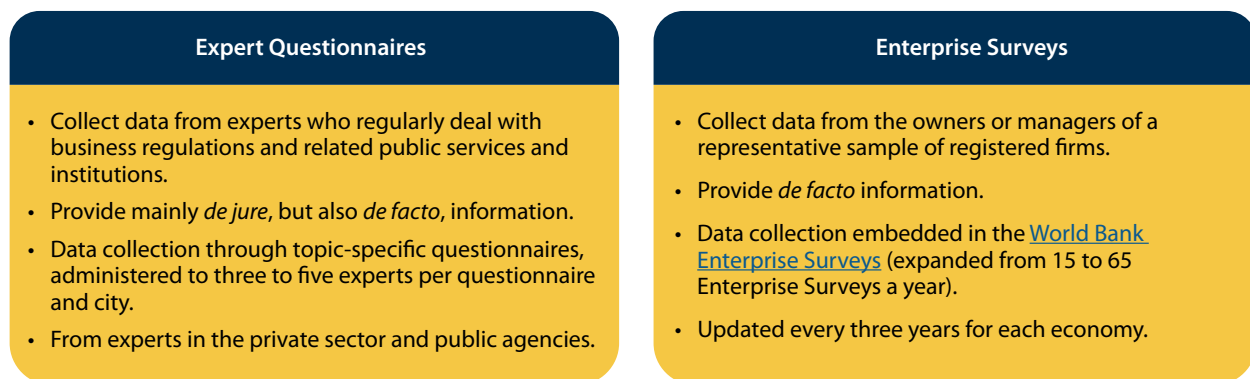 Expert Questionnaires
• Collect data from experts who regularly deal with
business regulations and related public services and
institutions.
• Provide mainly de jure, but also de facto, information.
• Data collection through topic-specific questionnaires,
administered to three to five experts per questionnaire
and city.
• From experts in the private sector and public agencies.
Enterprise Surveys
• Collect data from the owners or managers of a
representative sample of registered firms.
• Provide de facto information.
• Data collection embedded in the World Bank
Enterprise Surveys (expanded from 15 to 65
Enterprise Surveys a year).
• Updated every three years for each economy.